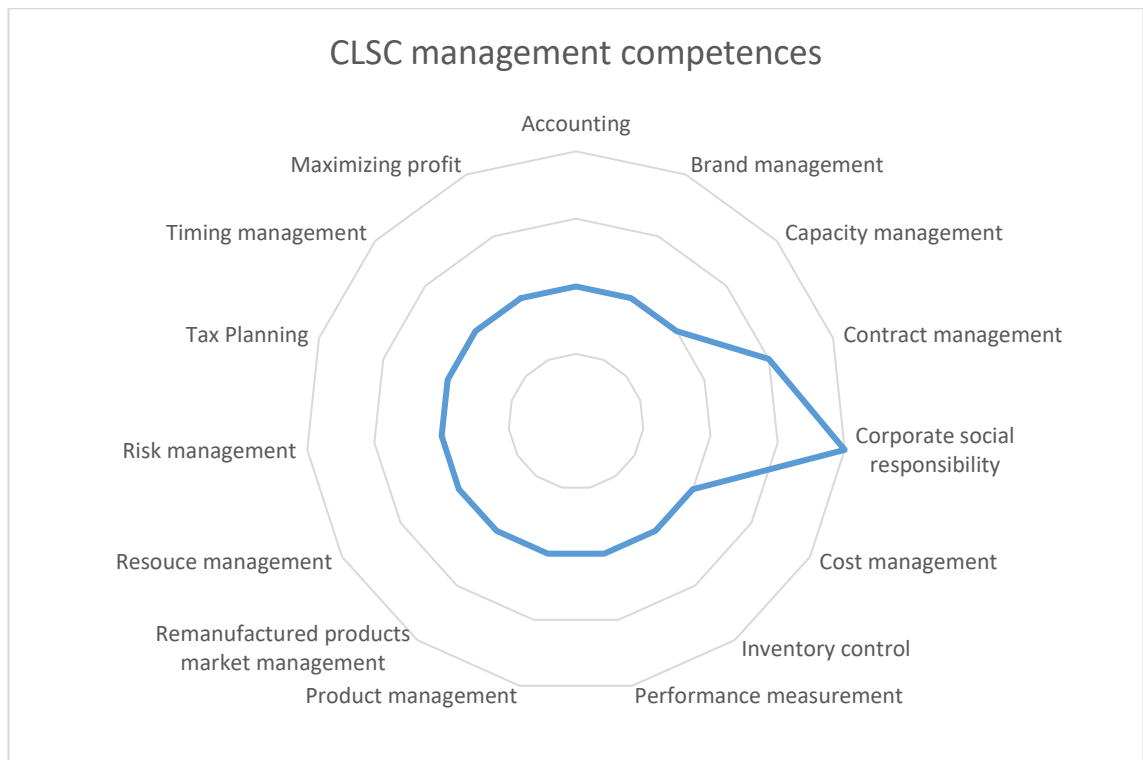 CLSC management competences
Accounting
Brand management
Capacity management
Contract management
Corporate social
responsibility
Cost management
Inventory control
Performance measurement
Product management
Remanufactured products
market management
Resouce management
Risk management
Tax Planning
Timing management
Maximizing profit